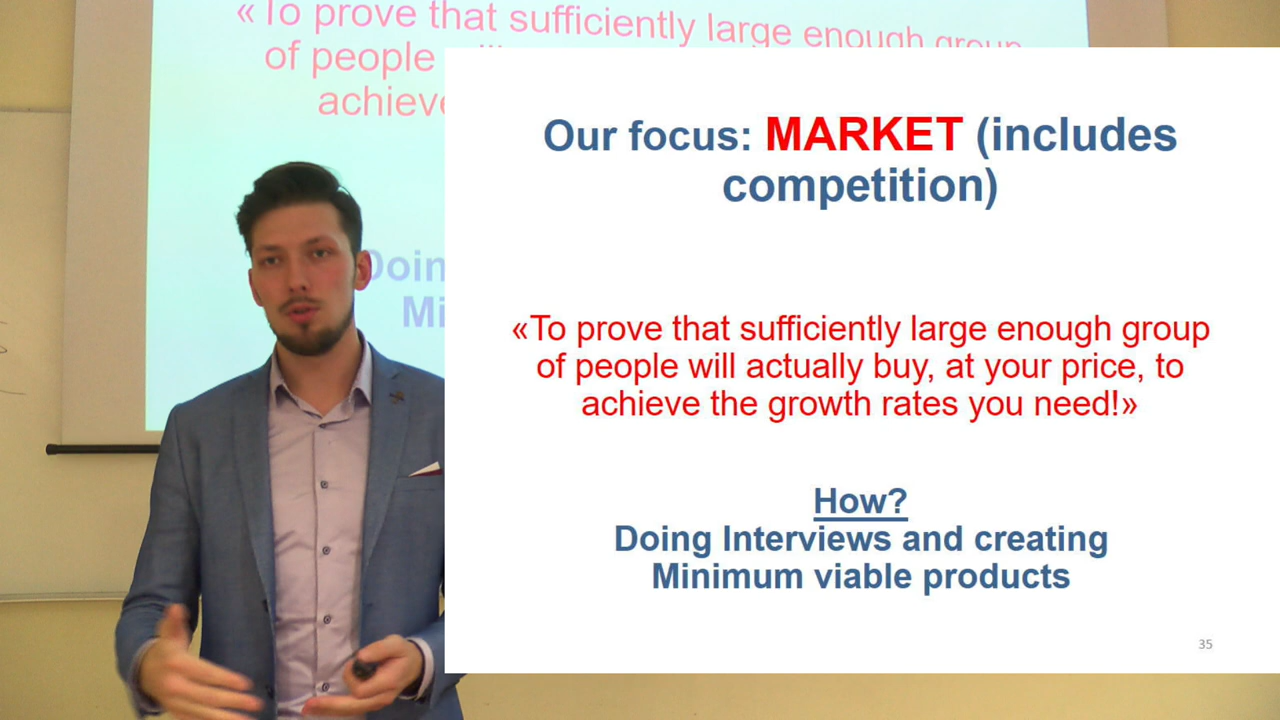 «To prove that sufficiently large enough group
of people
achieve
Doin
Mi
Our focus: MARKET (includes
competition)
«To prove that sufficiently large enough group
of people will actually buy, at your price, to
achieve the growth rates you need!»
How?
Doing Interviews and creating
Minimum viable products
35